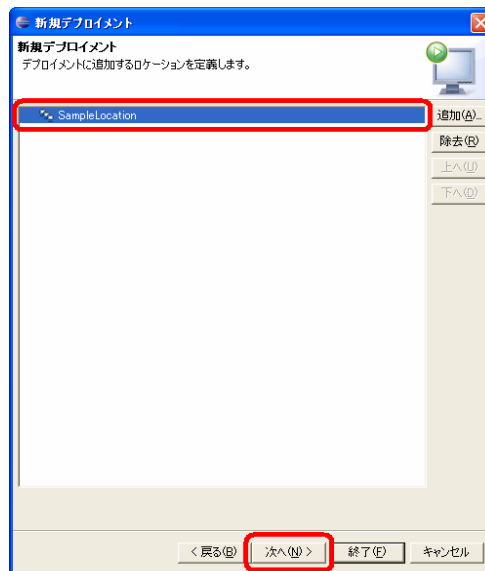 新規デプロイメント
新規デプロイメント
デプロイメントに追加するロケーションを定義します。
SampleLocation
追加(A)...
除去(R)
上へ(U)
下へ(D)
< 戻る(B)
次へ(N) >
終了(F)
キャンセル